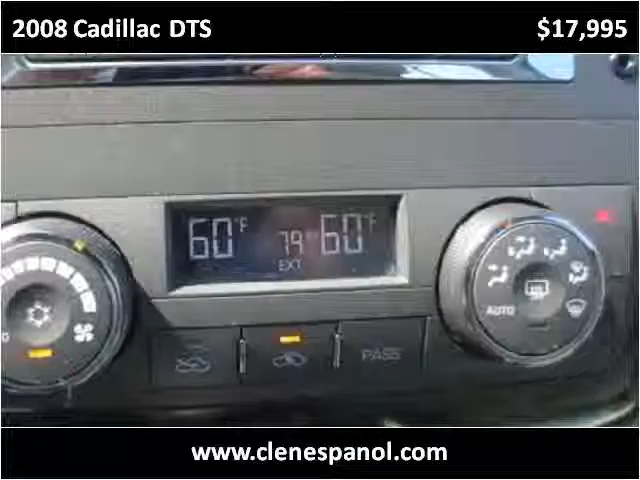 2008 Cadillac DTS $17,995
60°F 79°F 60°F
EXT
AUTO
PASS
www.clenespanol.com